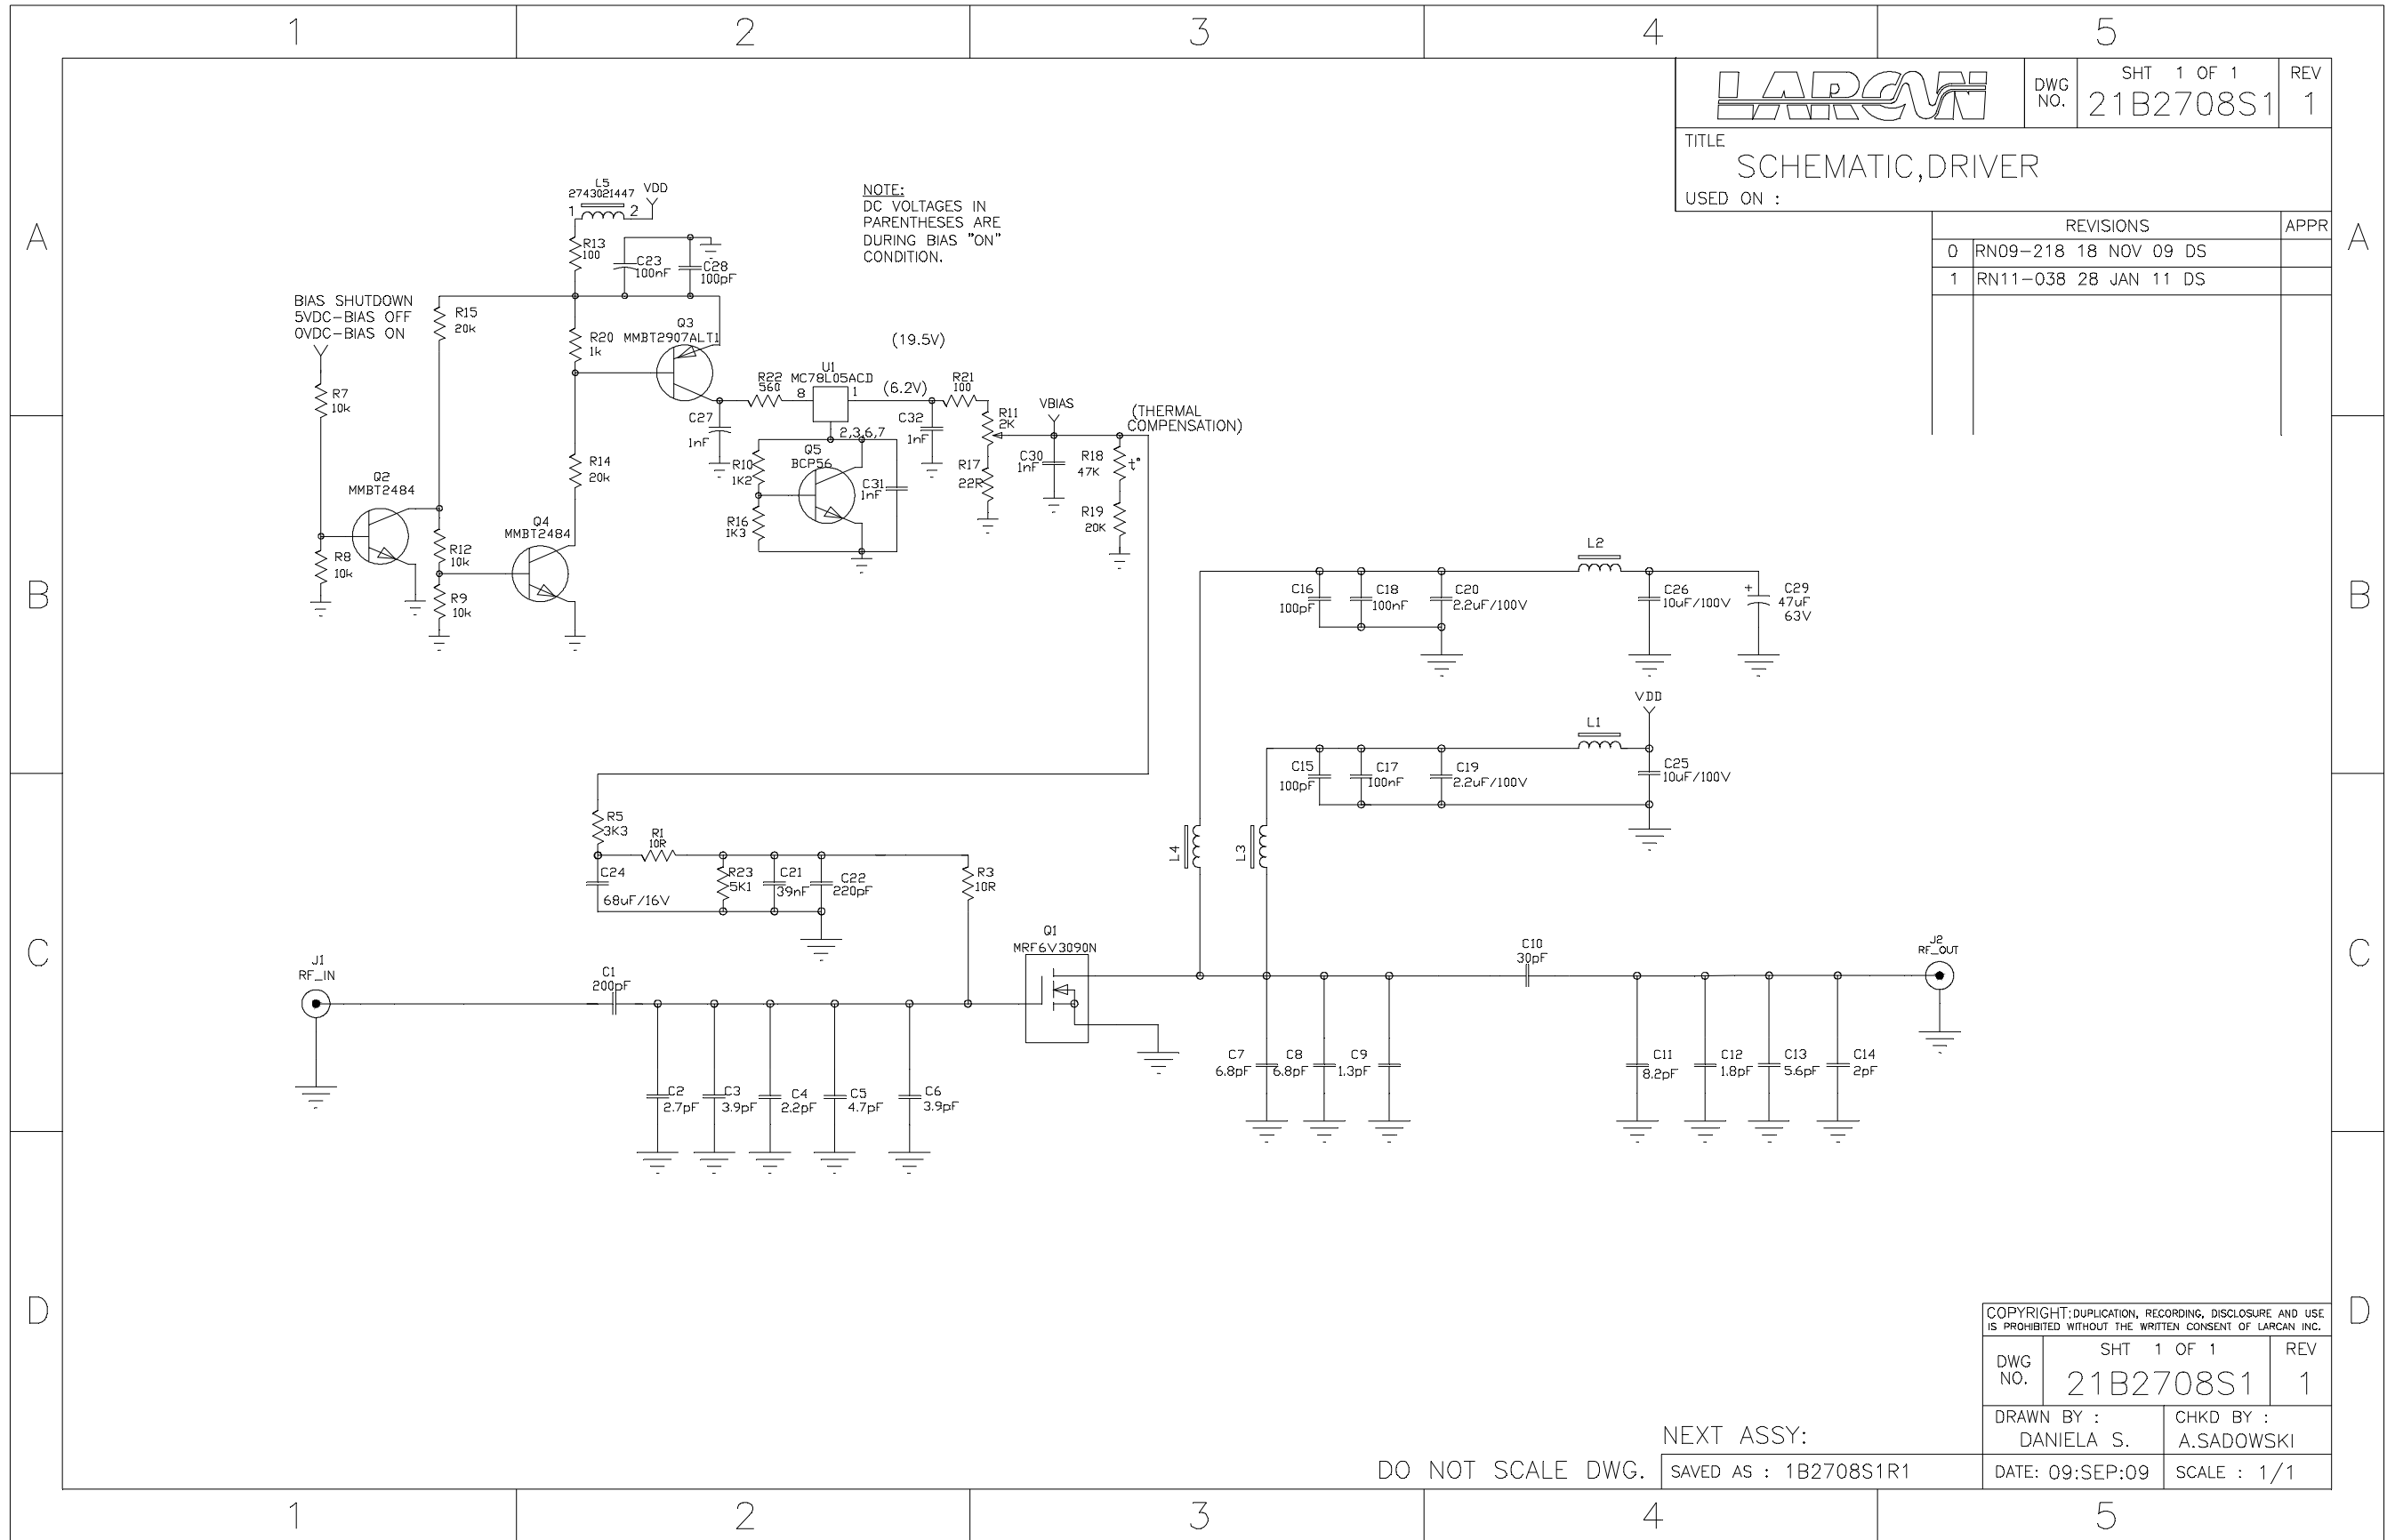 1 2 3 4 5
LARCAN
DWG NO.
SHT 1 OF 1
21B2708S1
REV
1
TITLE
SCHEMATIC,DRIVER
USED ON :
REVISIONS APPR
0 RN09-218 18 NOV 09 DS
1 RN11-038 28 JAN 11 DS
A A
B B
C C
D D
NOTE:
DC VOLTAGES IN
PARENTHESES ARE
DURING BIAS "ON"
CONDITION.
L5
2743021447
VDD
1 2
R13
100
C23
100nF
C28
100pF
BIAS SHUTDOWN
5VDC-BIAS OFF
0VDC-BIAS ON
R15
20k
R20
1k
Q3
MMBT2907ALT1
(19.5V)
R7
10k
R22
560
U1
MC78L05ACD
8 1
(6.2V)
R21
100
C27
1nF
2,3,6,7
C32
1nF
R11
2K
VBIAS
(THERMAL
COMPENSATION)
R14
20k
R10
1K2
Q5
BCP56
C31
1nF
R17
22R
C30
1nF
R18
47K
t°
Q2
MMBT2484
R16
1K3
R19
20K
Q4
MMBT2484
R8
10k
R12
10k
R9
10k
L2
C16
100pF
C18
100nF
C20
2.2uF/100V
C26
10uF/100V
+
C29
47uF
63V
VDD
L1
C15
100pF
C17
100nF
C19
2.2uF/100V
C25
10uF/100V
R5
3K3
R1
10R
L4
L3
C24
68uF/16V
R23
5K1
C21
39nF
C22
220pF
R3
10R
Q1
MRF6V3090N
J1
RF_IN
C1
200pF
C10
30pF
J2
RF_OUT
C2
2.7pF
C3
3.9pF
C4
2.2pF
C5
4.7pF
C6
3.9pF
C7
6.8pF
C8
6.8pF
C9
1.3pF
C11
8.2pF
C12
1.8pF
C13
5.6pF
C14
2pF
COPYRIGHT: DUPLICATION, RECORDING, DISCLOSURE AND USE
IS PROHIBITED WITHOUT THE WRITTEN CONSENT OF LARCAN INC.
DWG NO.
SHT 1 OF 1
21B2708S1
REV
1
DRAWN BY :
DANIELA S.
CHKD BY :
A.SADOWSKI
NEXT ASSY:
DO NOT SCALE DWG.
SAVED AS : 1B2708S1R1
DATE: 09:SEP:09
SCALE : 1/1
1 2 3 4 5